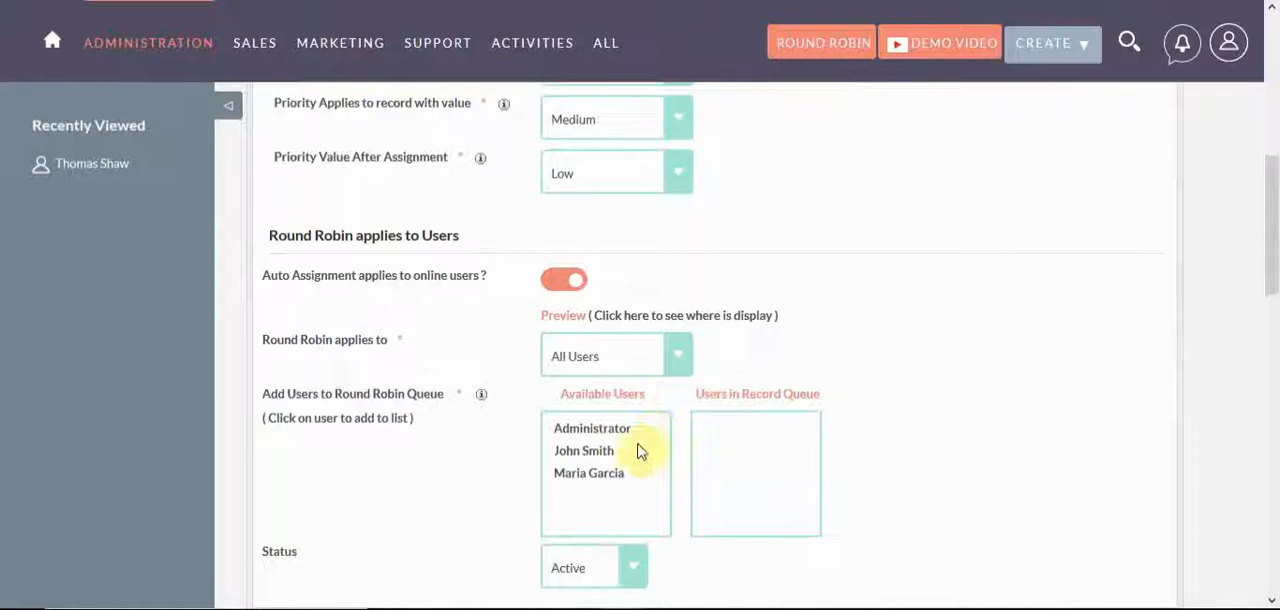 ADMINISTRATION SALES MARKETING SUPPORT ACTIVITIES ALL ROUND ROBIN DEMO VIDEO CREATE
Recently Viewed
Thomas Shaw
Priority Applies to record with value * Medium
Priority Value After Assignment * Low
Round Robin applies to Users
Auto Assignment applies to online users ?
Preview ( Click here to see where is display )
Round Robin applies to * All Users
Add Users to Round Robin Queue * Available Users Users in Record Queue
( Click on user to add to list )
Administrator
John Smith
Maria Garcia
Status
Active